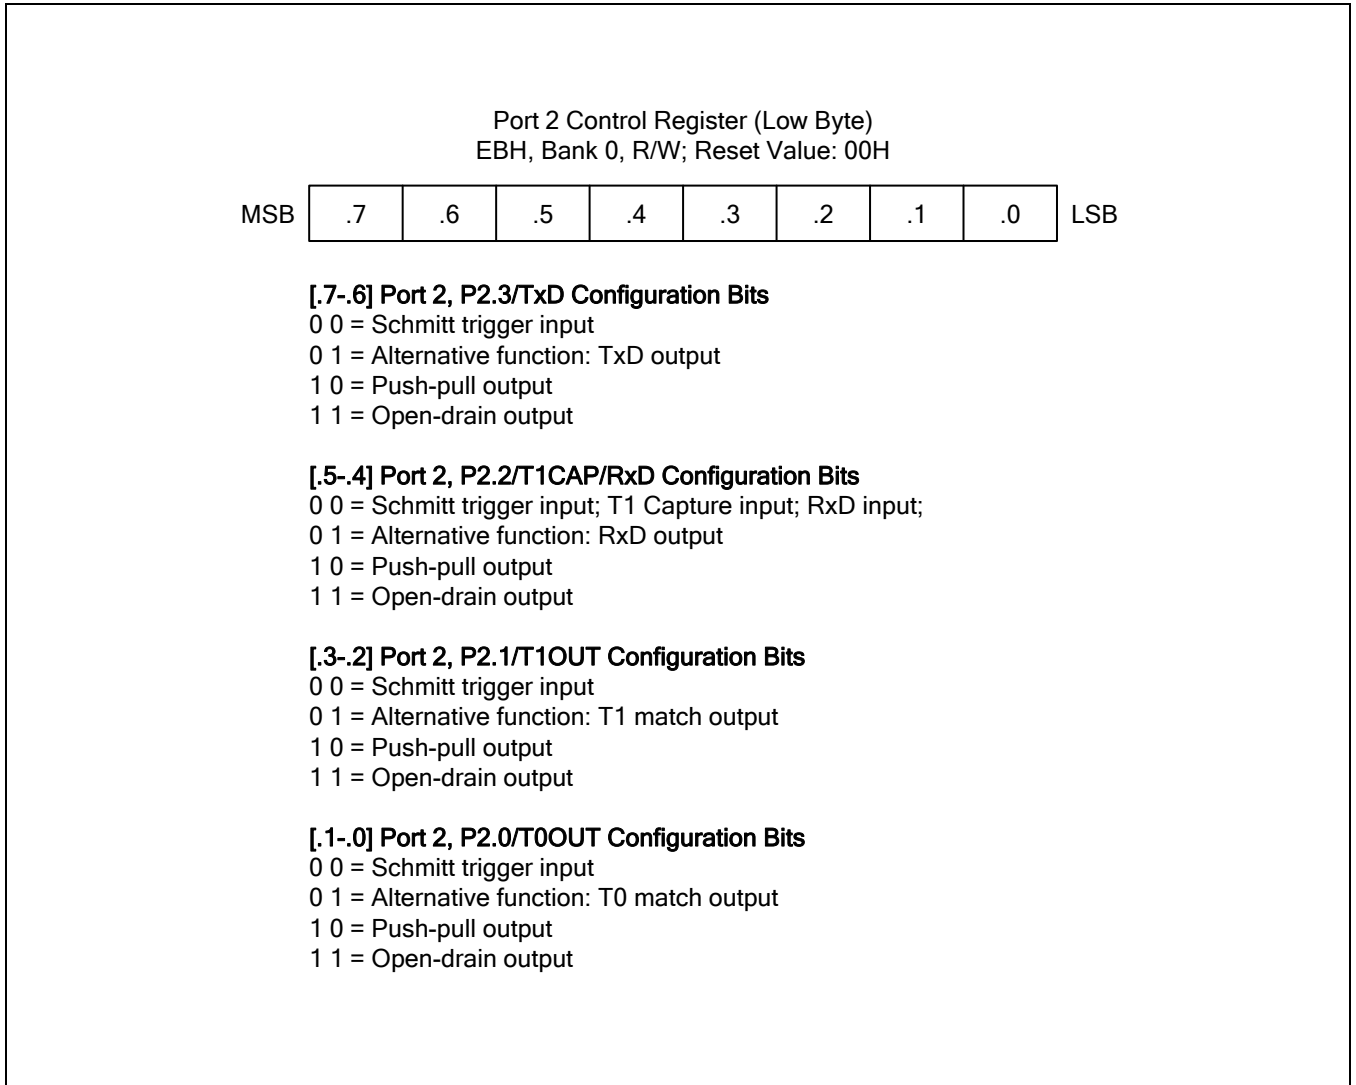 Port 2 Control Register (Low Byte)
EBH, Bank 0, R/W; Reset Value: 00H
MSB .7 .6 .5 .4 .3 .2 .1 .0 LSB
[.7-.6] Port 2, P2.3/TxD Configuration Bits
0 0 = Schmitt trigger input
0 1 = Alternative function: TxD output
1 0 = Push-pull output
1 1 = Open-drain output
[.5-.4] Port 2, P2.2/T1CAP/RxD Configuration Bits
0 0 = Schmitt trigger input; T1 Capture input; RxD input;
0 1 = Alternative function: RxD output
1 0 = Push-pull output
1 1 = Open-drain output
[.3-.2] Port 2, P2.1/T1OUT Configuration Bits
0 0 = Schmitt trigger input
0 1 = Alternative function: T1 match output
1 0 = Push-pull output
1 1 = Open-drain output
[.1-.0] Port 2, P2.0/T0OUT Configuration Bits
0 0 = Schmitt trigger input
0 1 = Alternative function: T0 match output
1 0 = Push-pull output
1 1 = Open-drain output